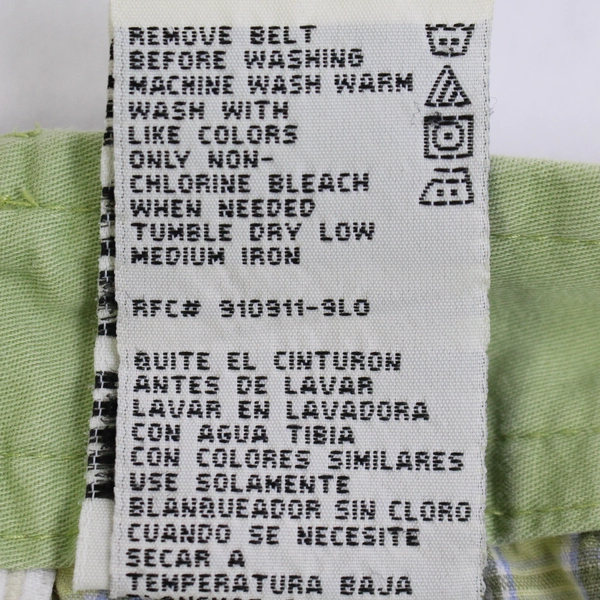 REMOVE BELT
BEFORE WASHING
MACHINE WASH WARM
WASH WITH
LIKE COLORS
ONLY NON-
CHLORINE BLEACH
WHEN NEEDED
TUMBLE DRY LOW
MEDIUM IRON
RFC# 910911-9L0
QUITE EL CINTURON
ANTES DE LAVAR
LAVAR EN LAVADORA
CON AGUA TIBIA
CON COLORES SIMILARES
USE SOLAMENTE
BLANQUEADOR SIN CLORO
CUANDO SE NECESITE
SECAR A
TEMPERATURA BAJA